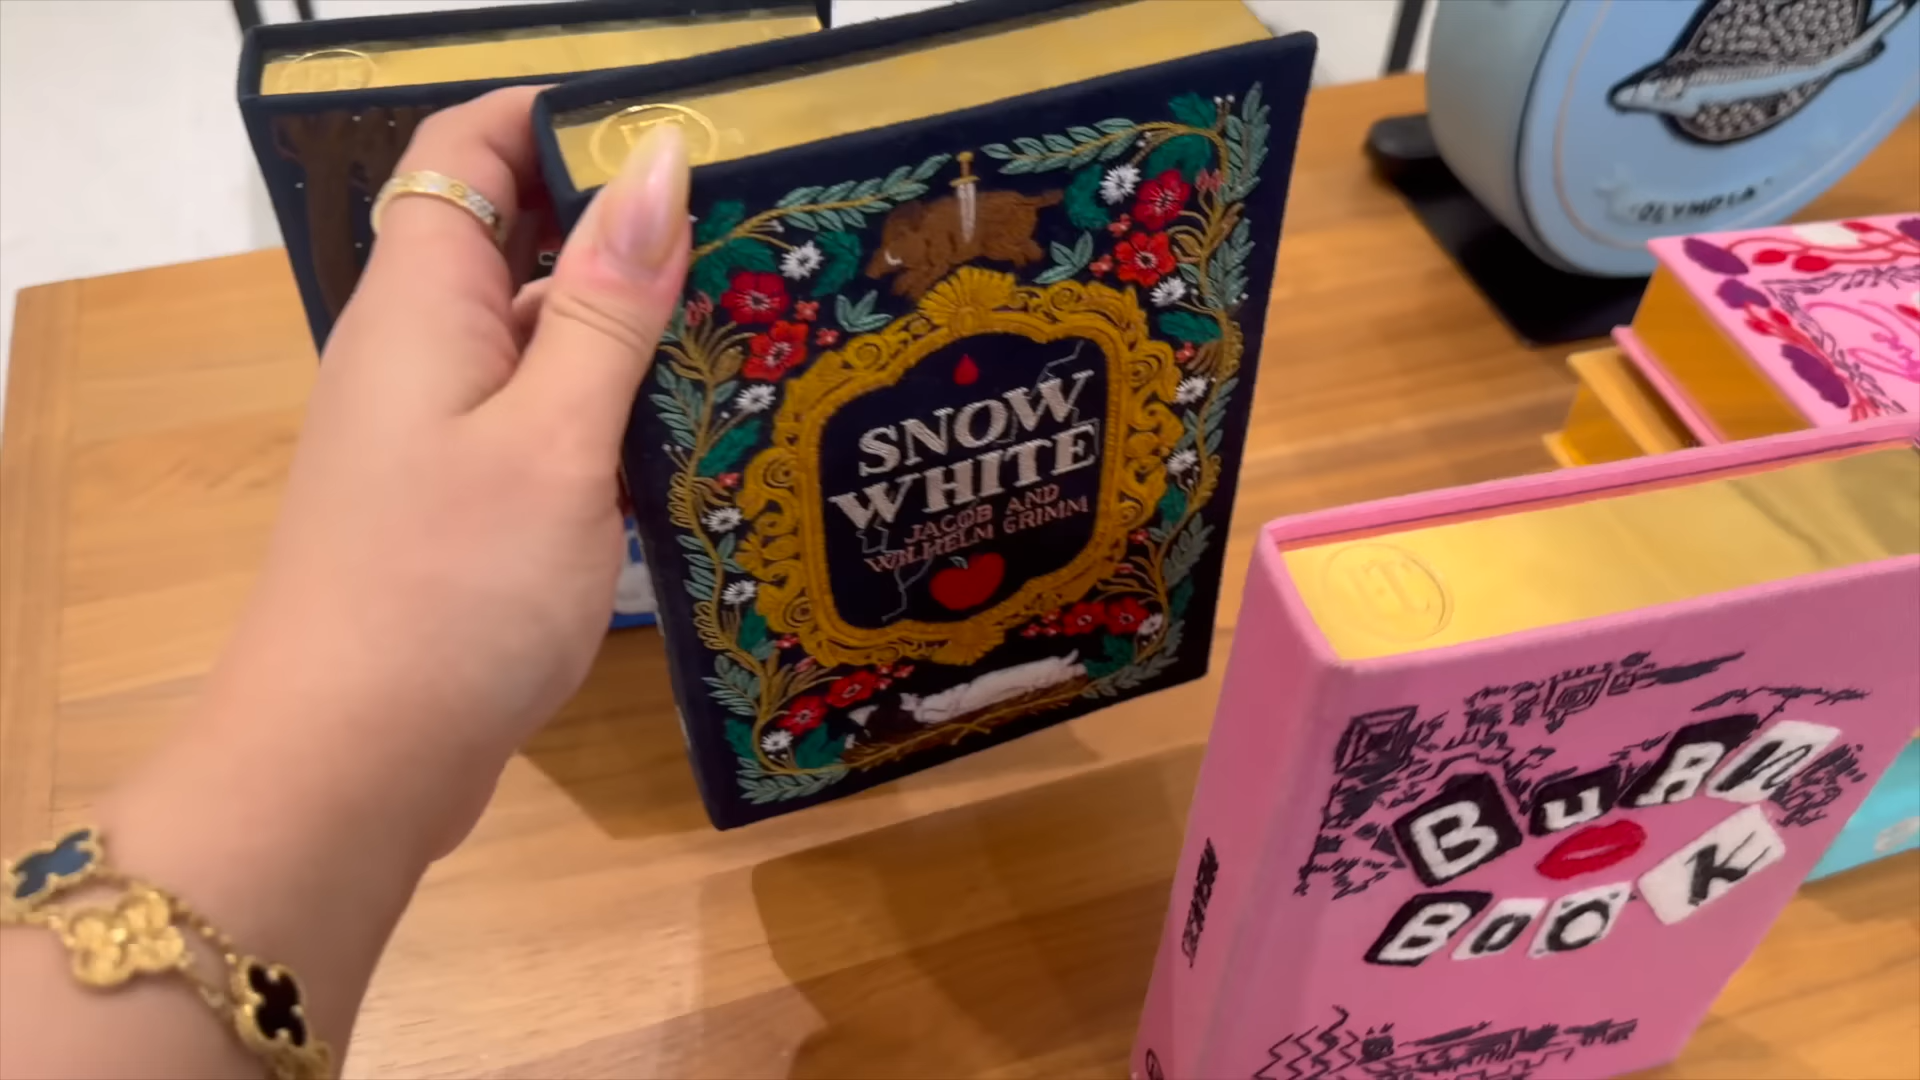 SNOW
WHITE
JACOB AND
WILHELM GRIMM
OLYMPIA
BURN
BOOK